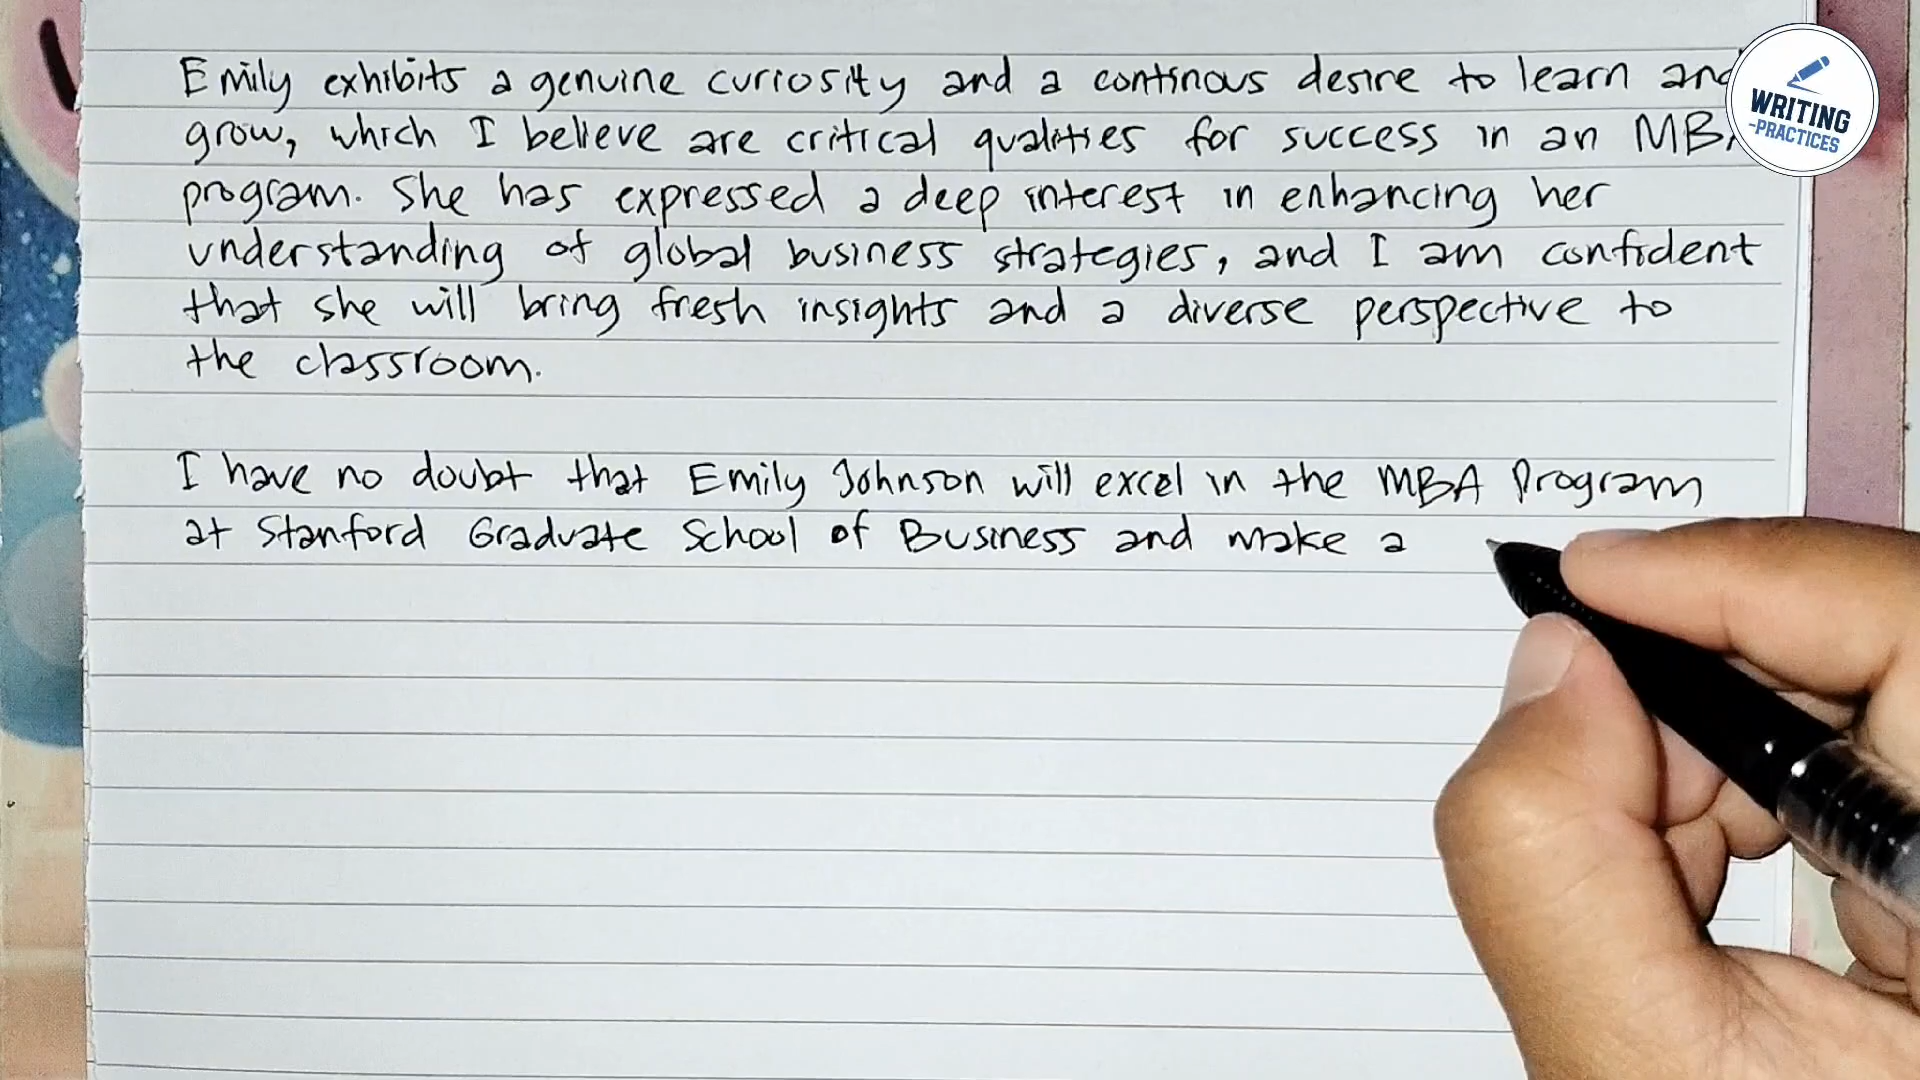 Emily exhibits a genuine curiosity and a continous desire to learn and
grow, which I believe are critical qualities for success in an MBA
program. She has expressed a deep interest in enhancing her
understanding of global business strategies, and I am confident
that she will bring fresh insights and a diverse perspective to
the classroom.
I have no doubt that Emily Johnson will excel in the MBA Program
at Stanford Graduate School of Business and make a
WRITING
-PRACTICES